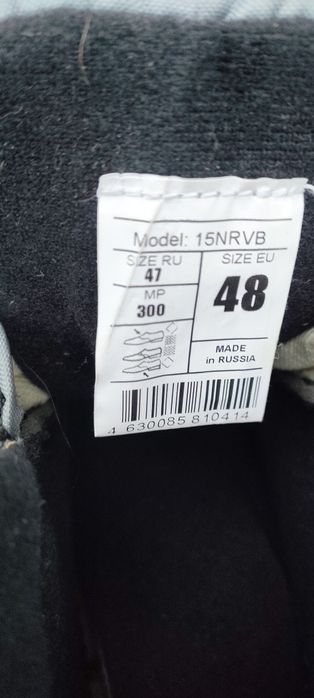 Model: 15NRVB
SIZE RU
47
MP
300
SIZE EU
48
MADE
in RUSSIA
4 630085 810414